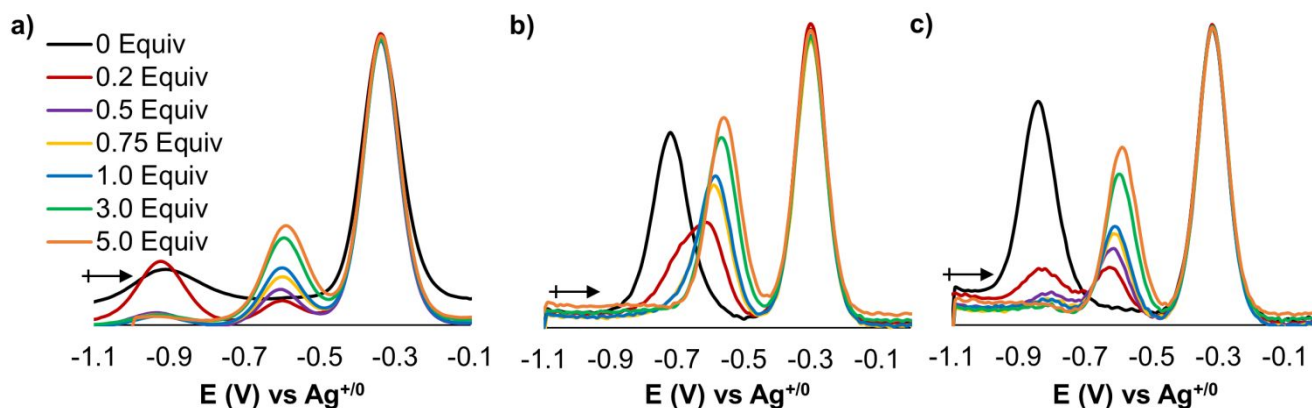 a)
0 Equiv
0.2 Equiv
0.5 Equiv
0.75 Equiv
1.0 Equiv
3.0 Equiv
5.0 Equiv
-1.1 -0.9 -0.7 -0.5 -0.3 -0.1
E (V) vs Ag⁺/⁰
b)
-1.1 -0.9 -0.7 -0.5 -0.3 -0.1
E (V) vs Ag⁺/⁰
c)
-1.1 -0.9 -0.7 -0.5 -0.3 -0.1
E (V) vs Ag⁺/⁰